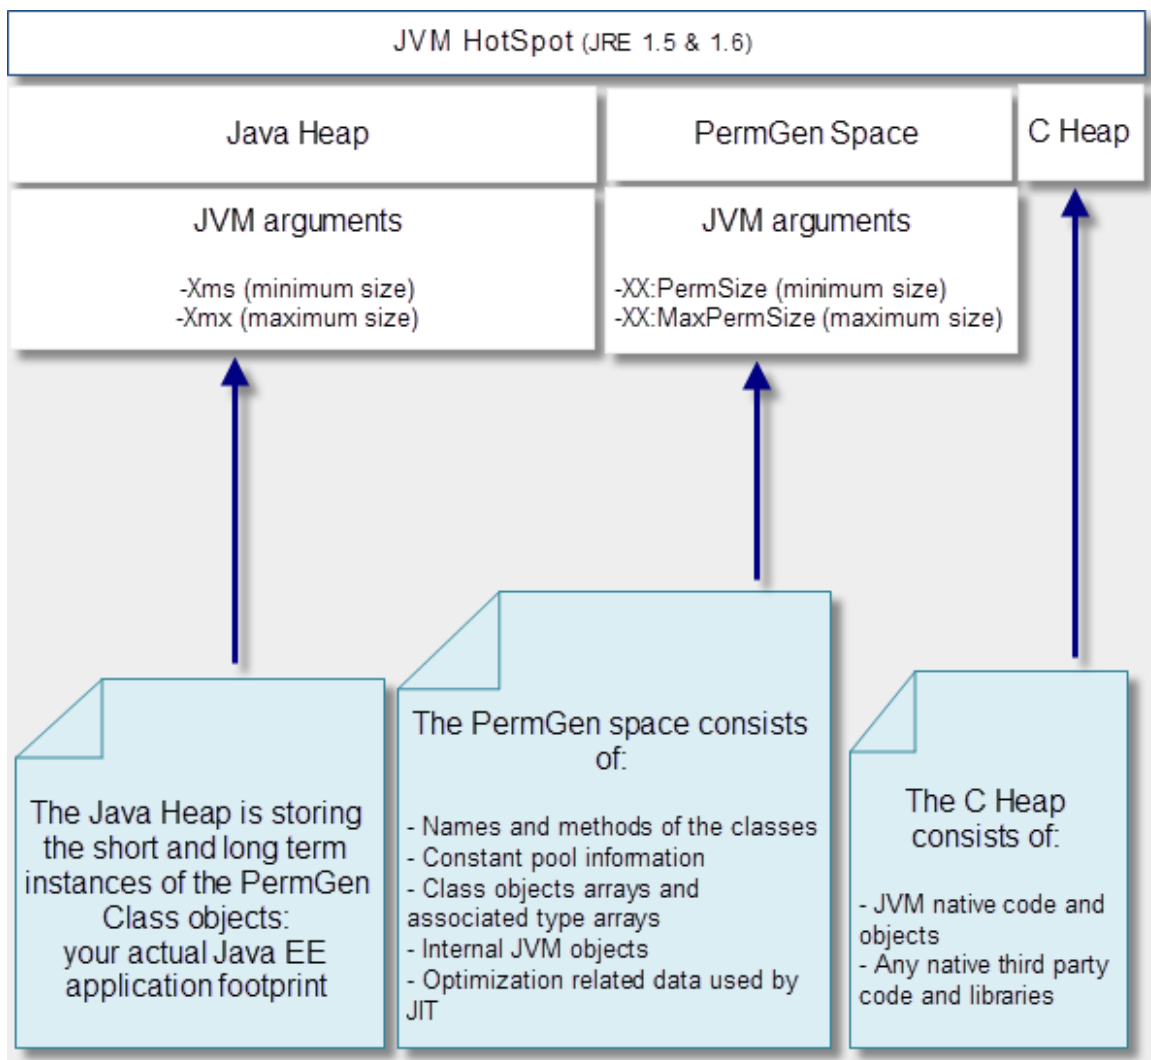 JVM HotSpot (JRE 1.5 & 1.6)
Java Heap
PermGen Space
C Heap
JVM arguments
-Xms (minimum size)
-Xmx (maximum size)
JVM arguments
-XX:PermSize (minimum size)
-XX:MaxPermSize (maximum size)
The Java Heap is storing
the short and long term
instances of the PermGen
Class objects:
your actual Java EE
application footprint
The PermGen space consists
of:
- Names and methods of the classes
- Constant pool information
- Class objects arrays and
associated type arrays
- Internal JVM objects
- Optimization related data used by
JIT
The C Heap
consists of:
- JVM native code and
objects
- Any native third party
code and libraries